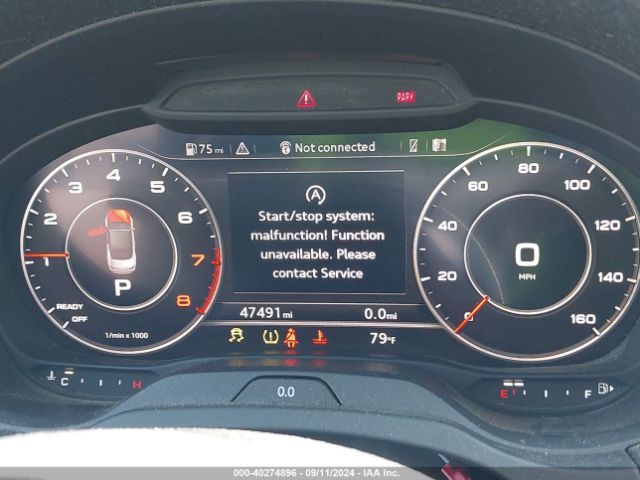 PARK
75 mi
Not connected
3 4 5
2 6
1 7
8
P
READY
OFF
1/min x 1000
A
Start/stop system:
malfunction! Function
unavailable. Please
contact Service
47491 mi
0.0 mi
79°F
80
60 100
40 120
20 140
0 160
0
MPH
C H
0.0
E F
000-40274896 - 09/11/2024 - IAA Inc.